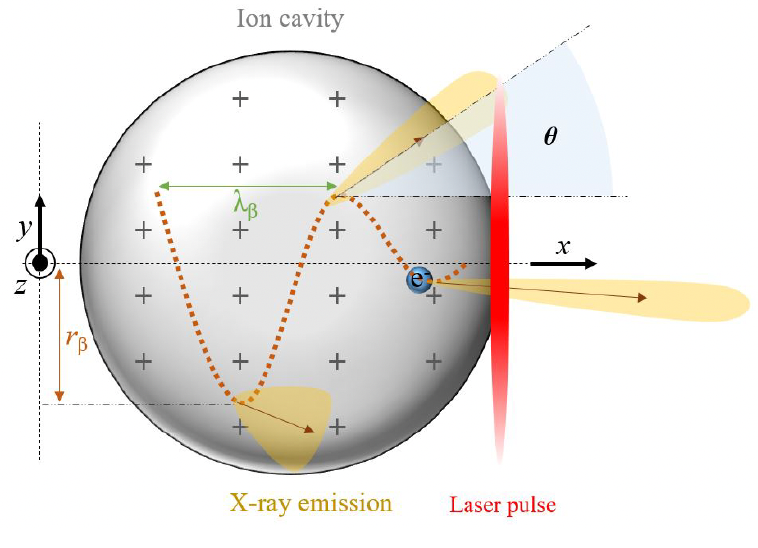 Ion cavity
+ +
+ + +
θ
λβ
y
+ + +
x
z
e-
+ + +
rβ
+ + +
+ +
X-ray emission
Laser pulse